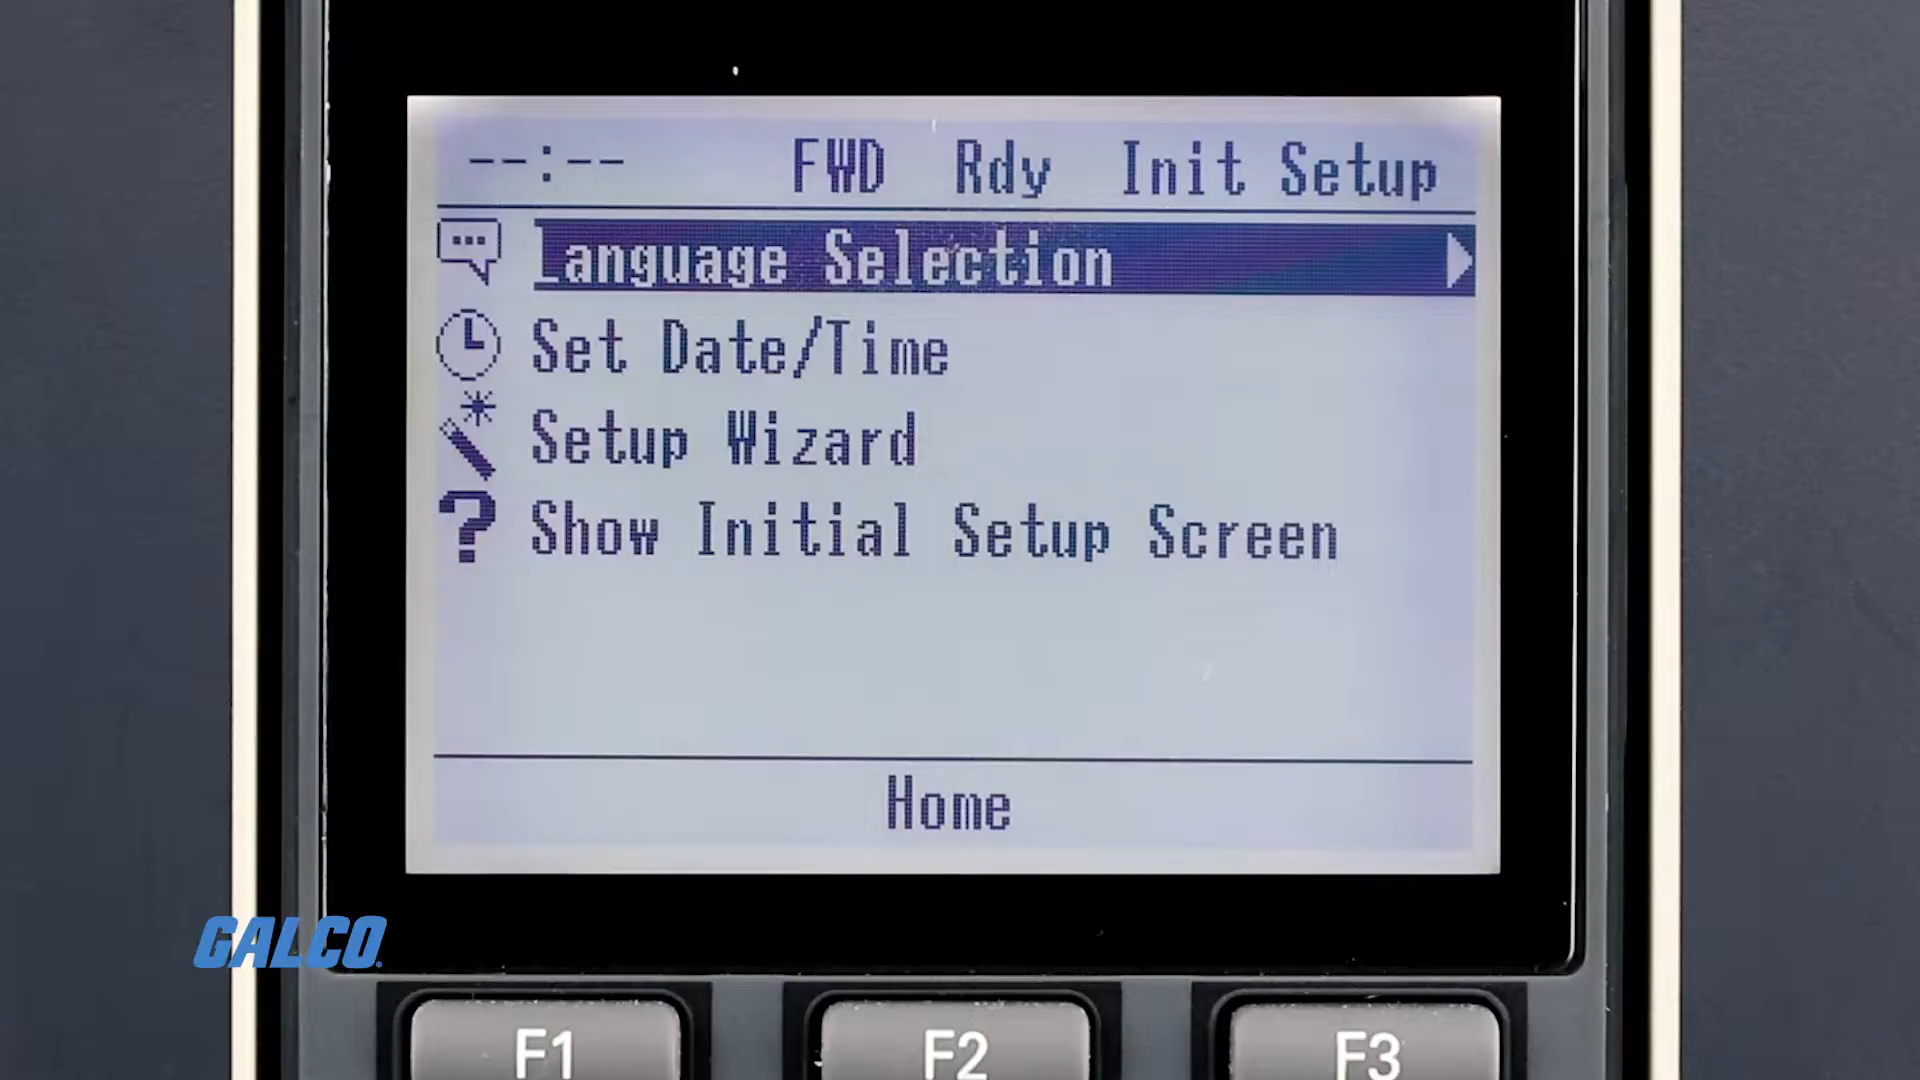 --:-- FWD Rdy Init Setup
Language Selection
Set Date/Time
Setup Wizard
? Show Initial Setup Screen
Home
GALCO
F1 F2 F3